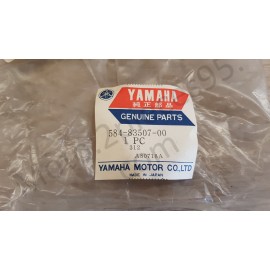 YAMAHA
純正部品
GENUINE PARTS
584-83507-00
1 PC
313
YAMAHA MOTOR CO.,LTD
MADE IN JAPAN